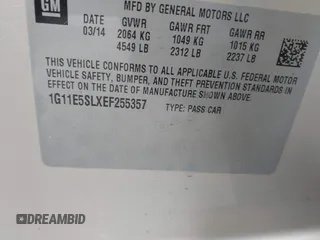 GM
MFD BY GENERAL MOTORS LLC
DATE GVWR GAWR FRT GAWR RR
03/14 2064 KG 1049 KG 1015 KG
4549 LB 2312 LB 2237 LB
THIS VEHICLE CONFORMS TO ALL APPLICABLE U.S. FEDERAL MOTOR
VEHICLE SAFETY, BUMPER, AND THEFT PREVENTION STANDARDS IN
EFFECT ON THE DATE OF MANUFACTURE SHOWN ABOVE.
1G11E5SLXEF255357 TYPE: PASS CAR
DREAMBID